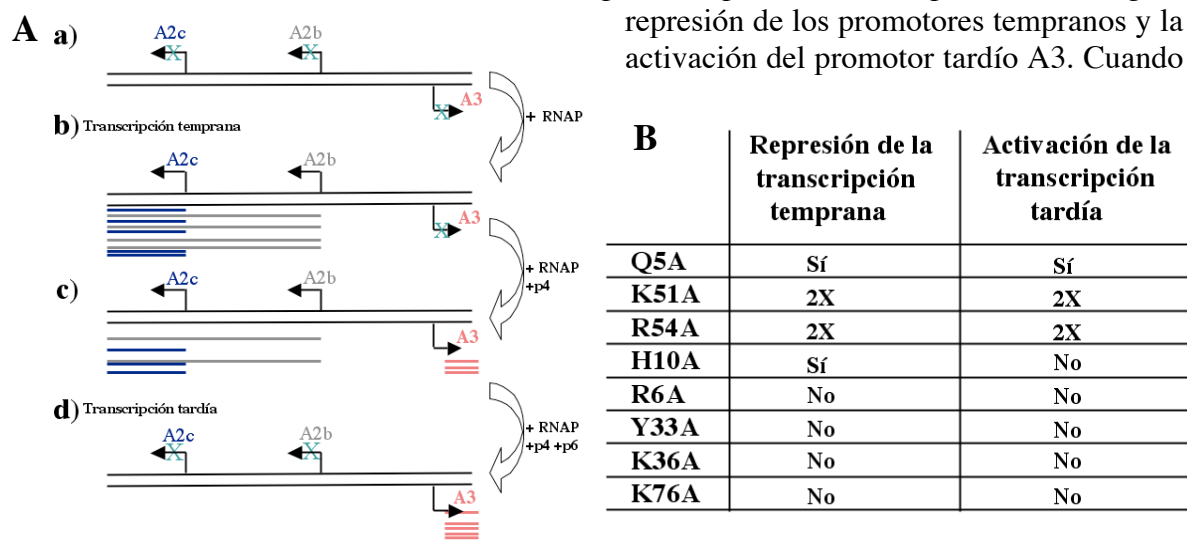 represión de los promotores tempranos y la
activación del promotor tardío A3. Cuando
A
a)
A2c
X
A2b
X
X
A3
+ RNAP
b) Transcripción temprana
A2c
A2b
X
A3
+ RNAP
+p4
c)
A2c
A2b
A3
d) Transcripción tardía
+ RNAP
+p4 +p6
A2c
X
A2b
X
A3
B
Represión de la transcripción temprana
Activación de la transcripción tardía
Q5A Sí Sí
K51A 2X 2X
R54A 2X 2X
H10A Sí No
R6A No No
Y33A No No
K36A No No
K76A No No